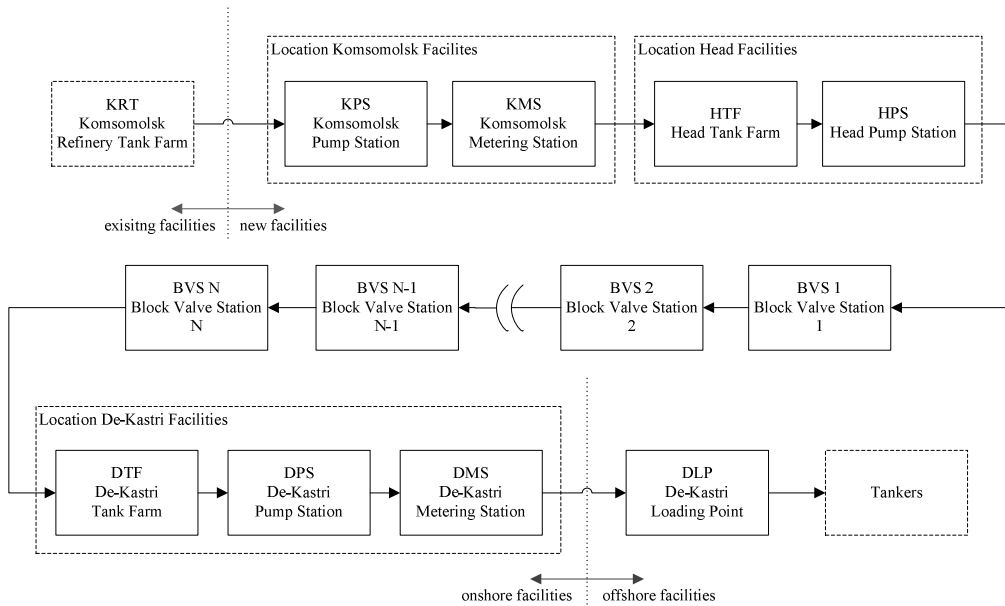 Location Komsomolsk Facilites
Location Head Facilities
KRT
Komsomolsk
Refinery Tank Farm
KPS
Komsomolsk
Pump Station
KMS
Komsomolsk
Metering Station
HTF
Head Tank Farm
HPS
Head Pump Station
exisitng facilities
new facilities
BVS N
Block Valve Station
N
BVS N-1
Block Valve Station
N-1
BVS 2
Block Valve Station
2
BVS 1
Block Valve Station
1
Location De-Kastri Facilities
DTF
De-Kastri
Tank Farm
DPS
De-Kastri
Pump Station
DMS
De-Kastri
Metering Station
DLP
De-Kastri
Loading Point
Tankers
onshore facilities
offshore facilities